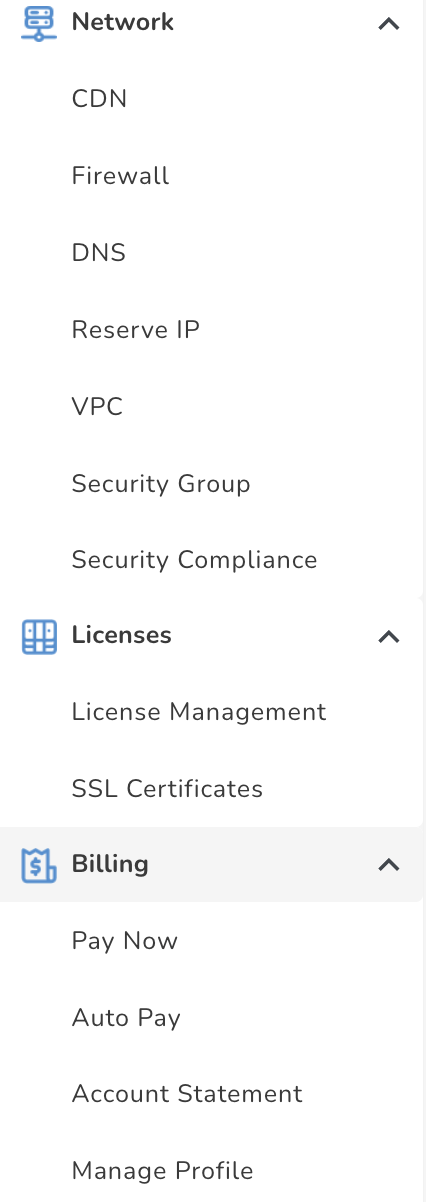 Network
CDN
Firewall
DNS
Reserve IP
VPC
Security Group
Security Compliance
Licenses
License Management
SSL Certificates
Billing
Pay Now
Auto Pay
Account Statement
Manage Profile